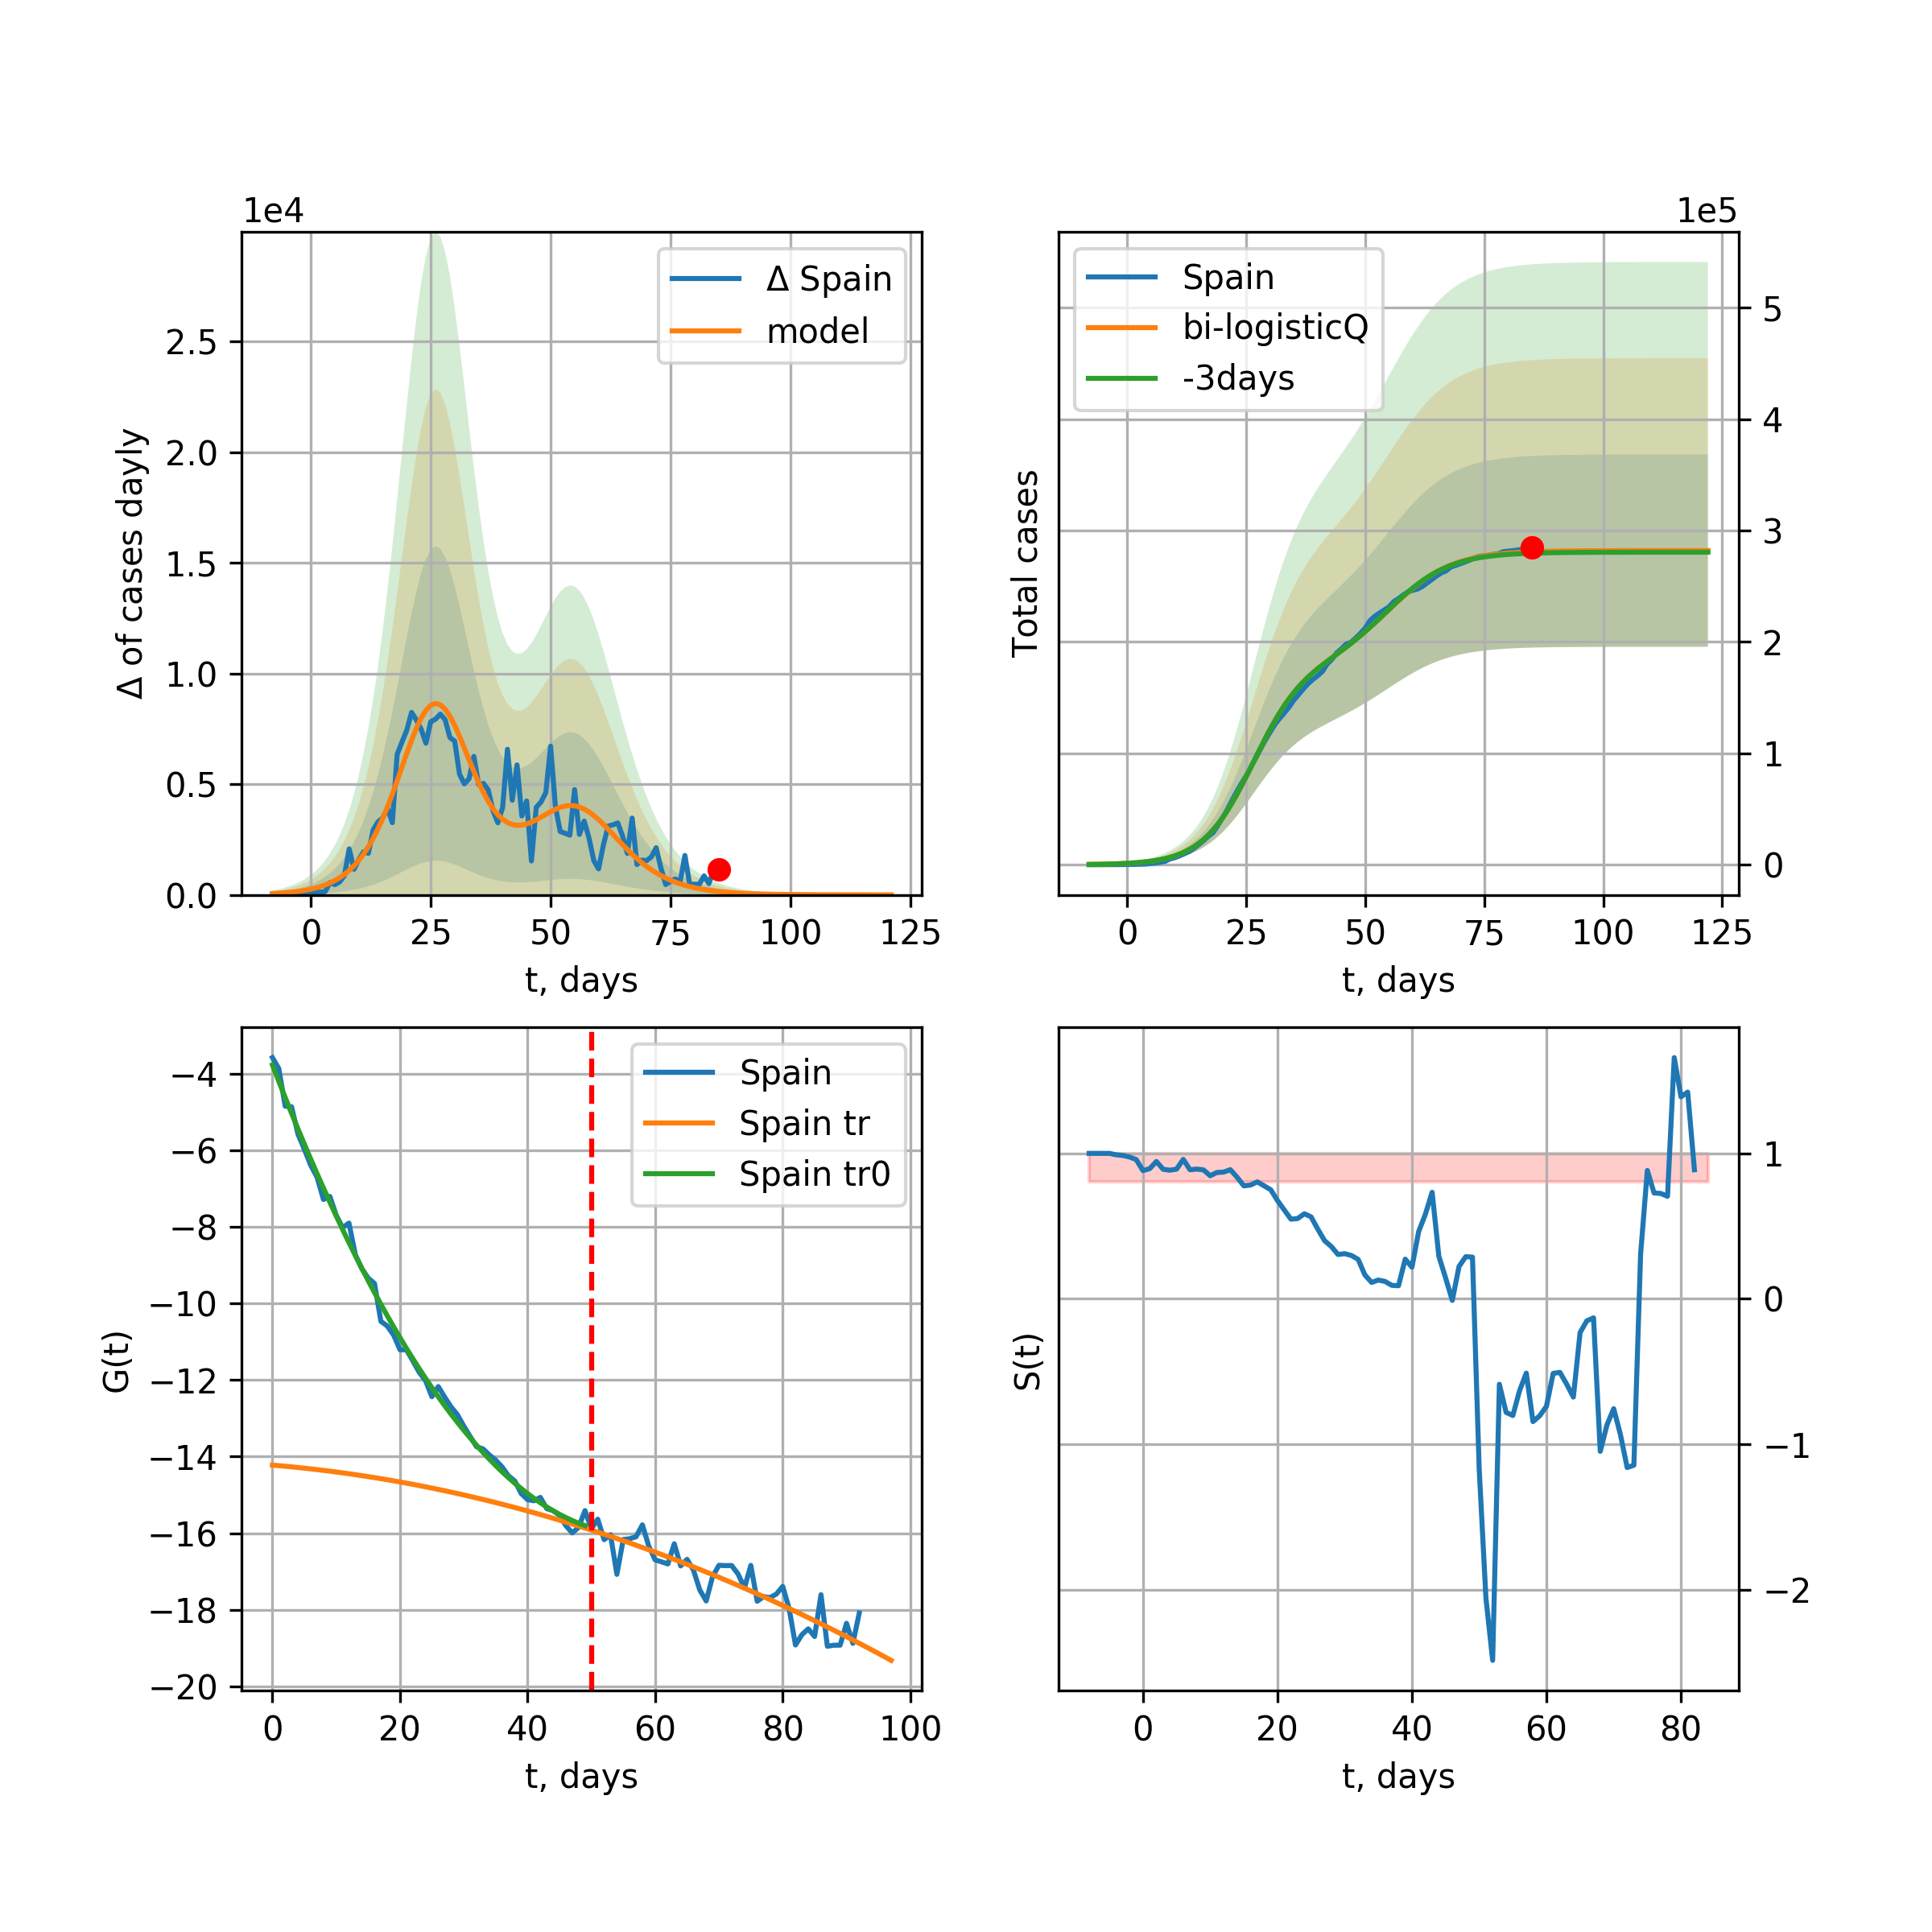 1e4
Δ of cases dayly
2.5
2.0
1.5
1.0
0.5
0.0
Δ Spain
model
0 25 50 75 100 125
t, days
1e5
Total cases
Spain
bi-logisticQ
-3days
5
4
3
2
1
0
0 25 50 75 100 125
t, days
G(t)
−4
−6
−8
−10
−12
−14
−16
−18
−20
Spain
Spain tr
Spain tr0
0 20 40 60 80 100
t, days
S(t)
1
0
−1
−2
0 20 40 60 80
t, days